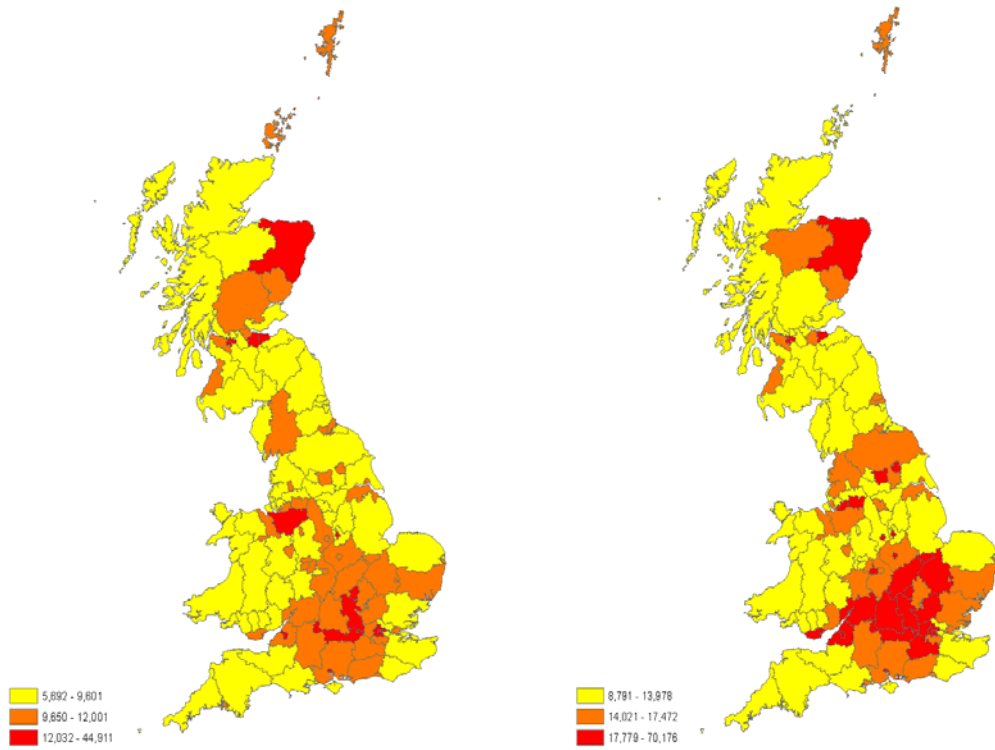 5,692 - 9,601
9,650 - 12,001
12,032 - 44,911
8,791 - 13,978
14,021 - 17,472
17,779 - 70,176